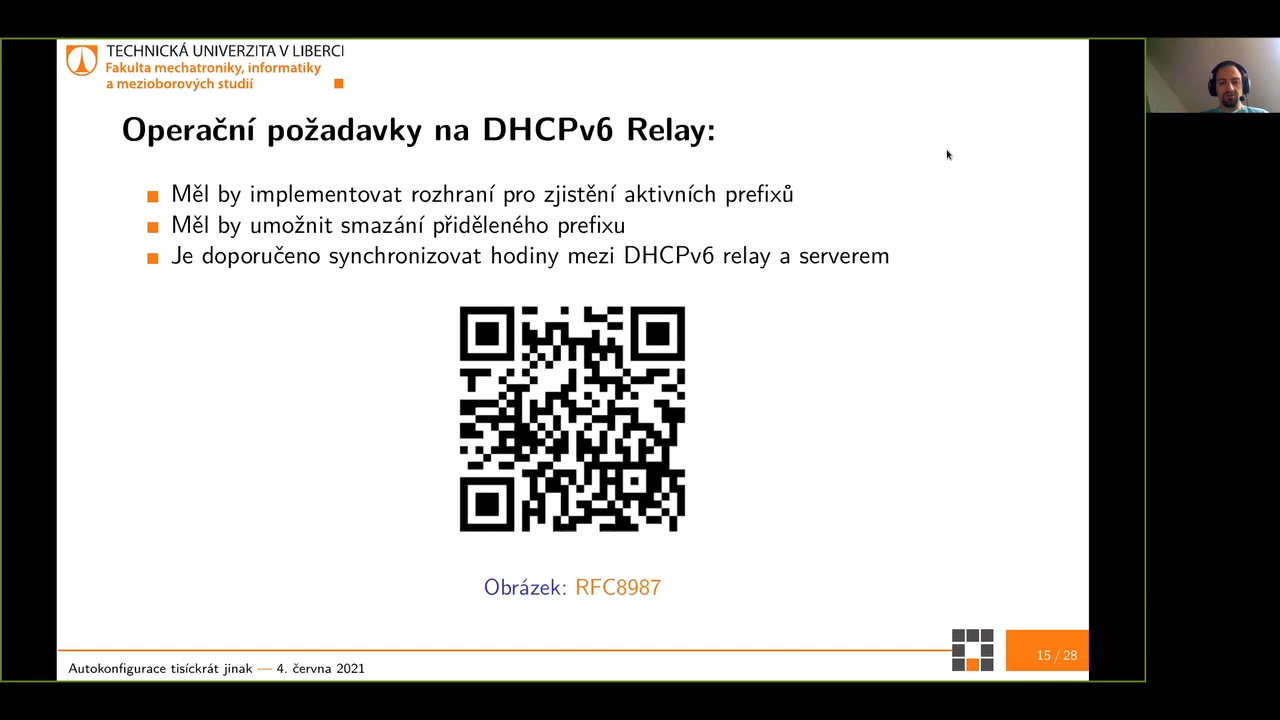 TECHNICKÁ UNIVERZITA V LIBERCI
Fakulta mechatroniky, informatiky
a mezioborových studií
Operační požadavky na DHCPv6 Relay:
Měl by implementovat rozhraní pro zjistění aktivních prefixů
Měl by umožnit smazání přiděleného prefixu
Je doporučeno synchronizovat hodiny mezi DHCPv6 relay a serverem
Obrázek: RFC8987
Autokonfigurace tisíckrát jinak — 4. června 2021
15 / 28